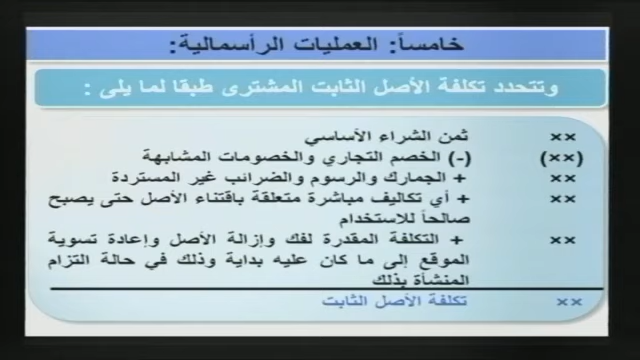 خامساً: العمليات الرأسمالية:
وتتحدد تكلفة الأصل الثابت المشترى طبقا لما يلى :
×× ثمن الشراء الأساسي
(××) (-) الخصم التجاري والخصومات المشابهة
×× + الجمارك والرسوم والضرائب غير المستردة
×× + أي تكاليف مباشرة متعلقة باقتناء الأصل حتى يصبح
صالحاً للاستخدام
×× + التكلفة المقدرة لفك وإزالة الأصل وإعادة تسوية
الموقع إلى ما كان عليه بداية وذلك في حالة التزام
المنشأة بذلك
×× تكلفة الأصل الثابت